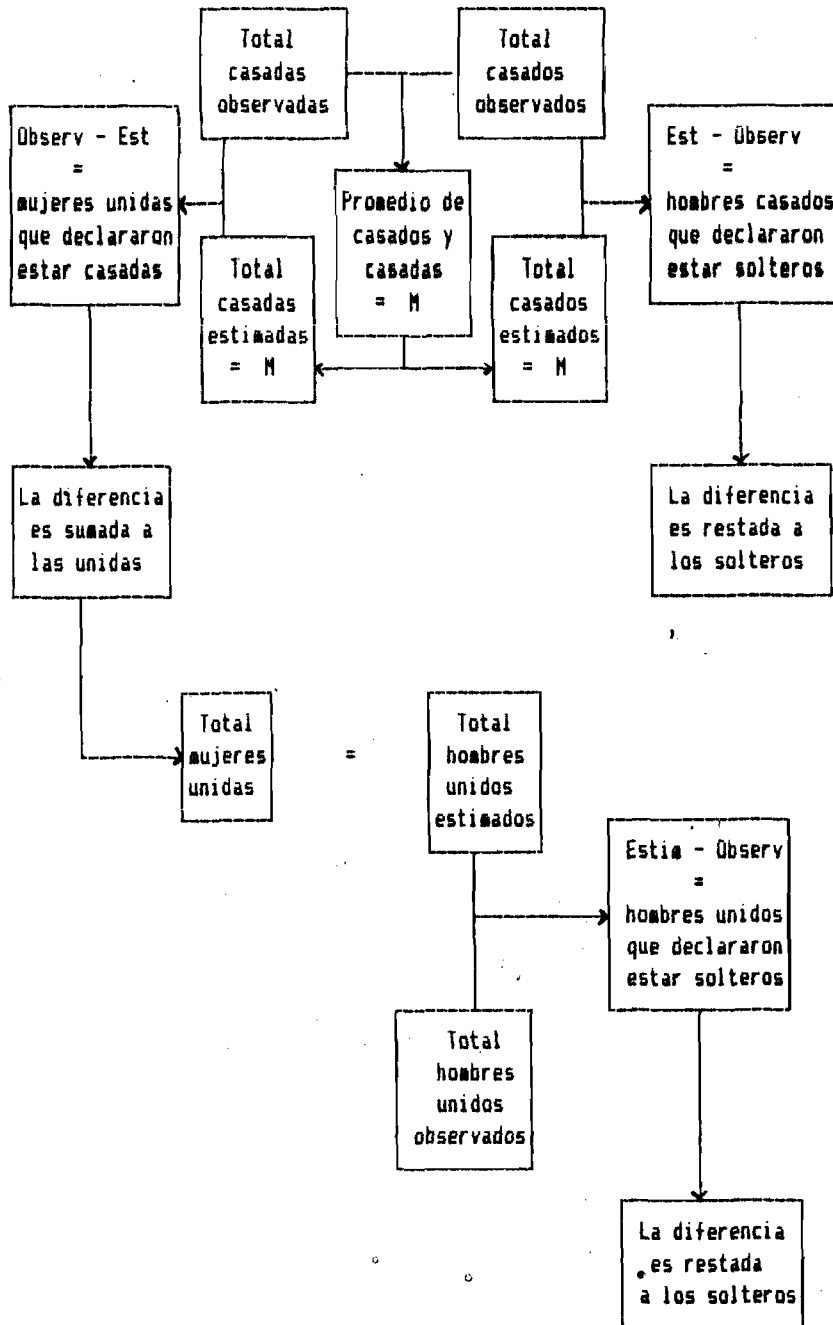 Total
casadas
observadas
Total
casados
observados
Observ - Est
=
mujeres unidas
que declararon
estar casadas
Promedio de
casados y
casadas
= M
Est - Observ
=
hombres casados
que declararon
estar solteros
Total
casadas
estimadas
= M
Total
casados
estimados
= M
La diferencia
es sumada a
las unidas
La diferencia
es restada a
los solteros
Total
mujeres
unidas
=
Total
hombres
unidos
estimados
Estim - Observ
=
hombres unidos
que declararon
estar solteros
Total
hombres
unidos
observados
La diferencia
es restada
a los solteros